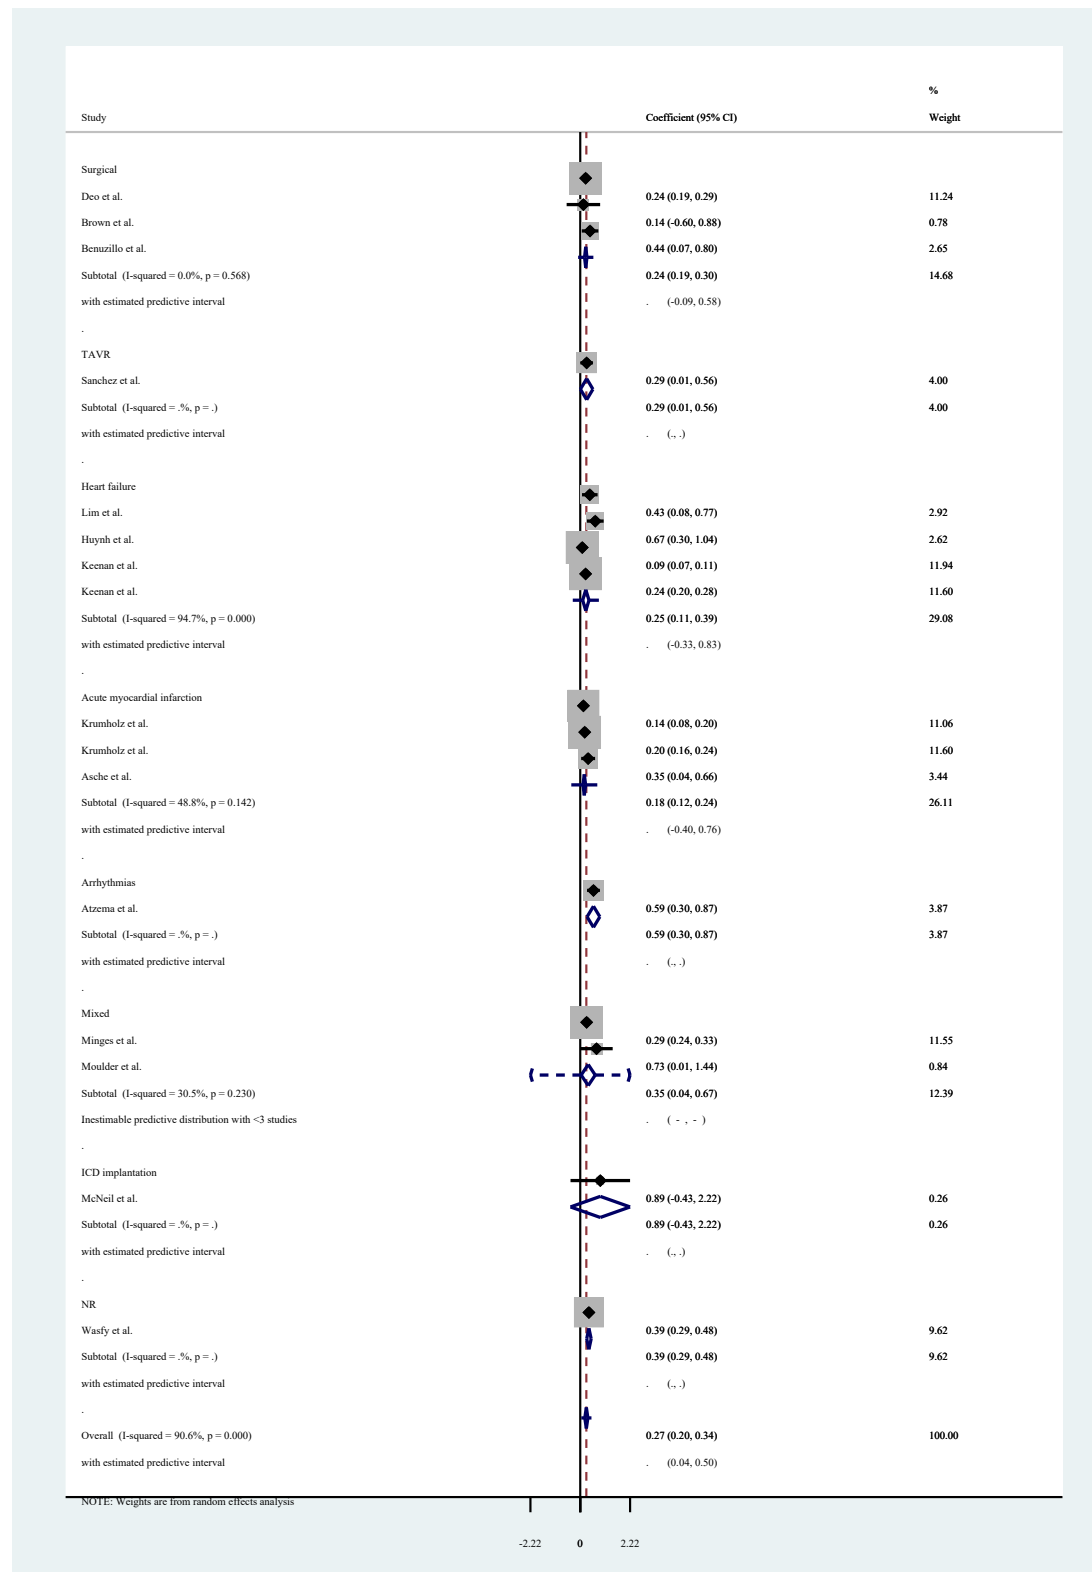 %
Study Coefficient (95% CI) Weight
Surgical
Deo et al. 0.24 (0.19, 0.29) 11.24
Brown et al. 0.14 (-0.60, 0.88) 0.78
Benuzillo et al. 0.44 (0.07, 0.80) 2.65
Subtotal (I-squared = 0.0%, p = 0.568) 0.24 (0.19, 0.30) 14.68
with estimated predictive interval . (-0.09, 0.58)
.
TAVR
Sanchez et al. 0.29 (0.01, 0.56) 4.00
Subtotal (I-squared = .%, p = .) 0.29 (0.01, 0.56) 4.00
with estimated predictive interval . (., .)
.
Heart failure
Lim et al. 0.43 (0.08, 0.77) 2.92
Huynh et al. 0.67 (0.30, 1.04) 2.62
Keenan et al. 0.09 (0.07, 0.11) 11.94
Keenan et al. 0.24 (0.20, 0.28) 11.60
Subtotal (I-squared = 94.7%, p = 0.000) 0.25 (0.11, 0.39) 29.08
with estimated predictive interval . (-0.33, 0.83)
.
Acute myocardial infarction
Krumholz et al. 0.14 (0.08, 0.20) 11.06
Krumholz et al. 0.20 (0.16, 0.24) 11.60
Asche et al. 0.35 (0.04, 0.66) 3.44
Subtotal (I-squared = 48.8%, p = 0.142) 0.18 (0.12, 0.24) 26.11
with estimated predictive interval . (-0.40, 0.76)
.
Arrhythmias
Atzema et al. 0.59 (0.30, 0.87) 3.87
Subtotal (I-squared = .%, p = .) 0.59 (0.30, 0.87) 3.87
with estimated predictive interval . (., .)
.
Mixed
Minges et al. 0.29 (0.24, 0.33) 11.55
Moulder et al. 0.73 (0.01, 1.44) 0.84
Subtotal (I-squared = 30.5%, p = 0.230) 0.35 (0.04, 0.67) 12.39
Inestimable predictive distribution with <3 studies . ( - , - )
.
ICD implantation
McNeil et al. 0.89 (-0.43, 2.22) 0.26
Subtotal (I-squared = .%, p = .) 0.89 (-0.43, 2.22) 0.26
with estimated predictive interval . (., .)
.
NR
Wasfy et al. 0.39 (0.29, 0.48) 9.62
Subtotal (I-squared = .%, p = .) 0.39 (0.29, 0.48) 9.62
with estimated predictive interval . (., .)
.
Overall (I-squared = 90.6%, p = 0.000) 0.27 (0.20, 0.34) 100.00
with estimated predictive interval . (0.04, 0.50)
NOTE: Weights are from random effects analysis
-2.22 0 2.22